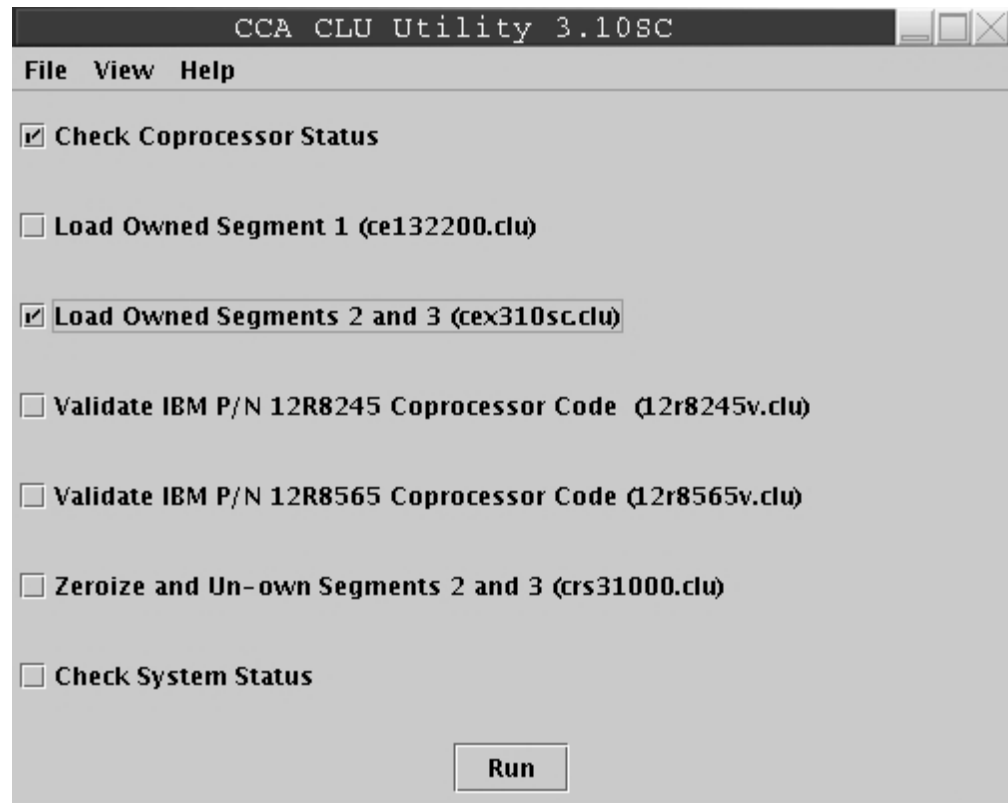 CCA CLU Utility 3.10SC
File View Help
Check Coprocessor Status
Load Owned Segment 1 (ce132200.clu)
Load Owned Segments 2 and 3 (cex310sc.clu)
Validate IBM P/N 12R8245 Coprocessor Code (12r8245v.clu)
Validate IBM P/N 12R8565 Coprocessor Code (12r8565v.clu)
Zeroize and Un-own Segments 2 and 3 (crs31000.clu)
Check System Status
Run